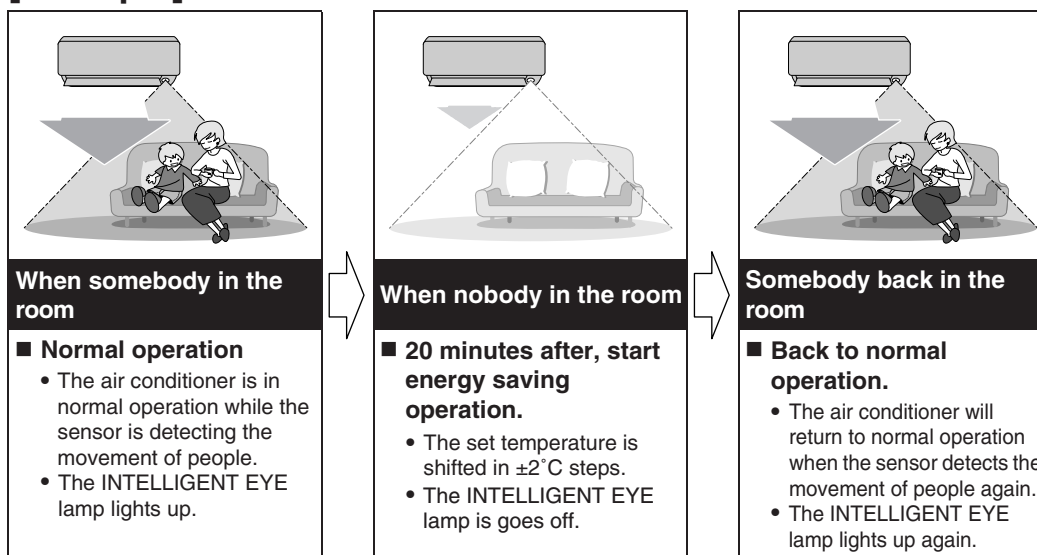 When somebody in the
room
■ Normal operation
• The air conditioner is in
normal operation while the
sensor is detecting the
movement of people.
• The INTELLIGENT EYE
lamp lights up.
When nobody in the room
■ 20 minutes after, start
energy saving
operation.
• The set temperature is
shifted in ±2˚C steps.
• The INTELLIGENT EYE
lamp is goes off.
Somebody back in the
room
■ Back to normal
operation.
• The air conditioner will
return to normal operation
when the sensor detects the
movement of people again.
• The INTELLIGENT EYE
lamp lights up again.